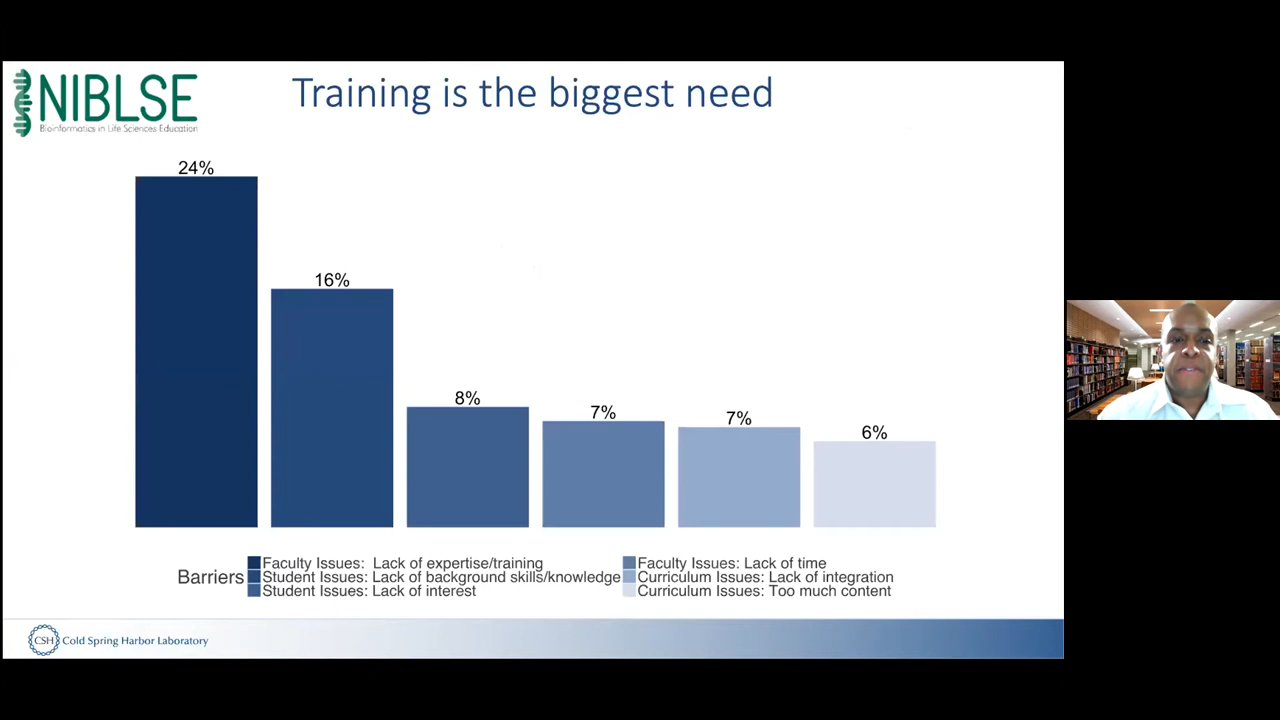 NIBLSE
Bioinformatics in Life Sciences Education
Training is the biggest need
24%
16%
8%
7%
7%
6%
Barriers
Faculty Issues:  Lack of expertise/training
Student Issues: Lack of background skills/knowledge
Student Issues: Lack of interest
Faculty Issues: Lack of time
Curriculum Issues: Lack of integration
Curriculum Issues: Too much content
CSH Cold Spring Harbor Laboratory